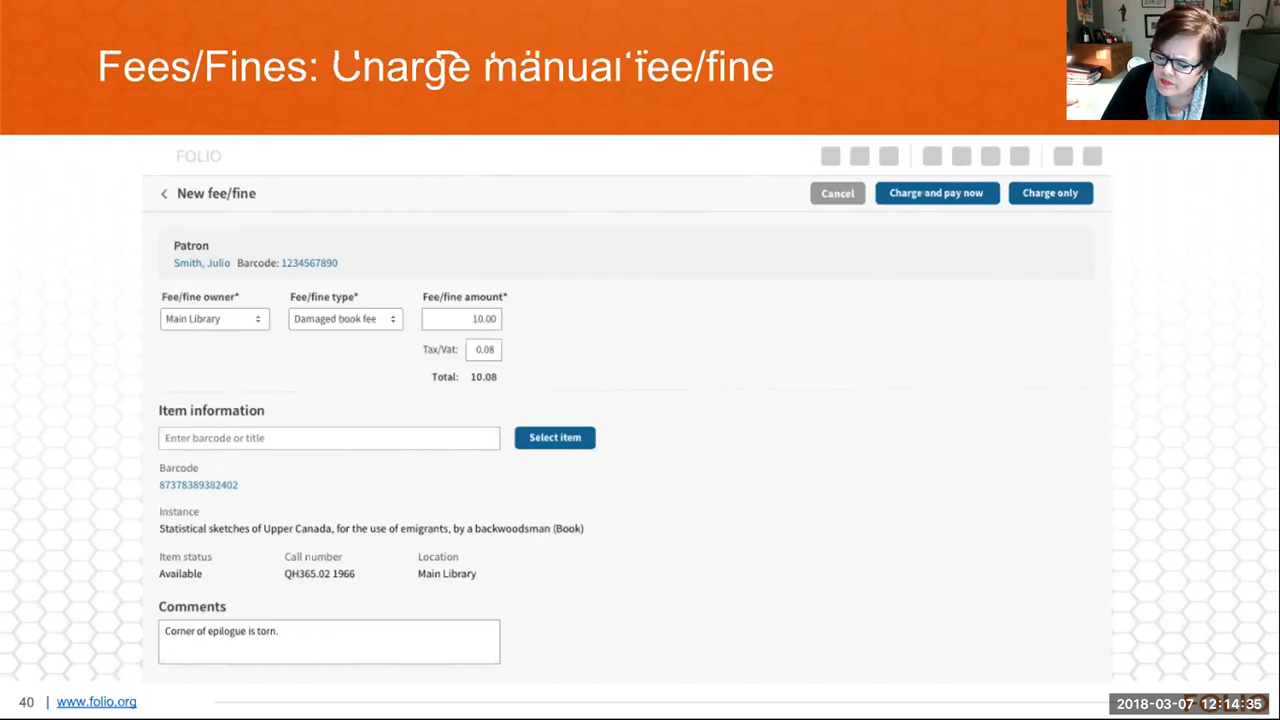 Fees/Fines: Charge manual fee/fine
FOLIO
New fee/fine
Cancel
Charge and pay now
Charge only
Patron
Smith, Julio Barcode: 1234567890
Fee/fine owner* Fee/fine type* Fee/fine amount*
Main Library Damaged book fee 10.00
Tax/Vat: 0.08
Total: 10.08
Item information
Enter barcode or title Select item
Barcode
87378389382402
Instance
Statistical sketches of Upper Canada, for the use of emigrants, by a backwoodsman (Book)
Item status Call number Location
Available QH365.02 1966 Main Library
Comments
Corner of epilogue is torn.
40 | www.folio.org
FOLIO
2018-03-07 12:14:35